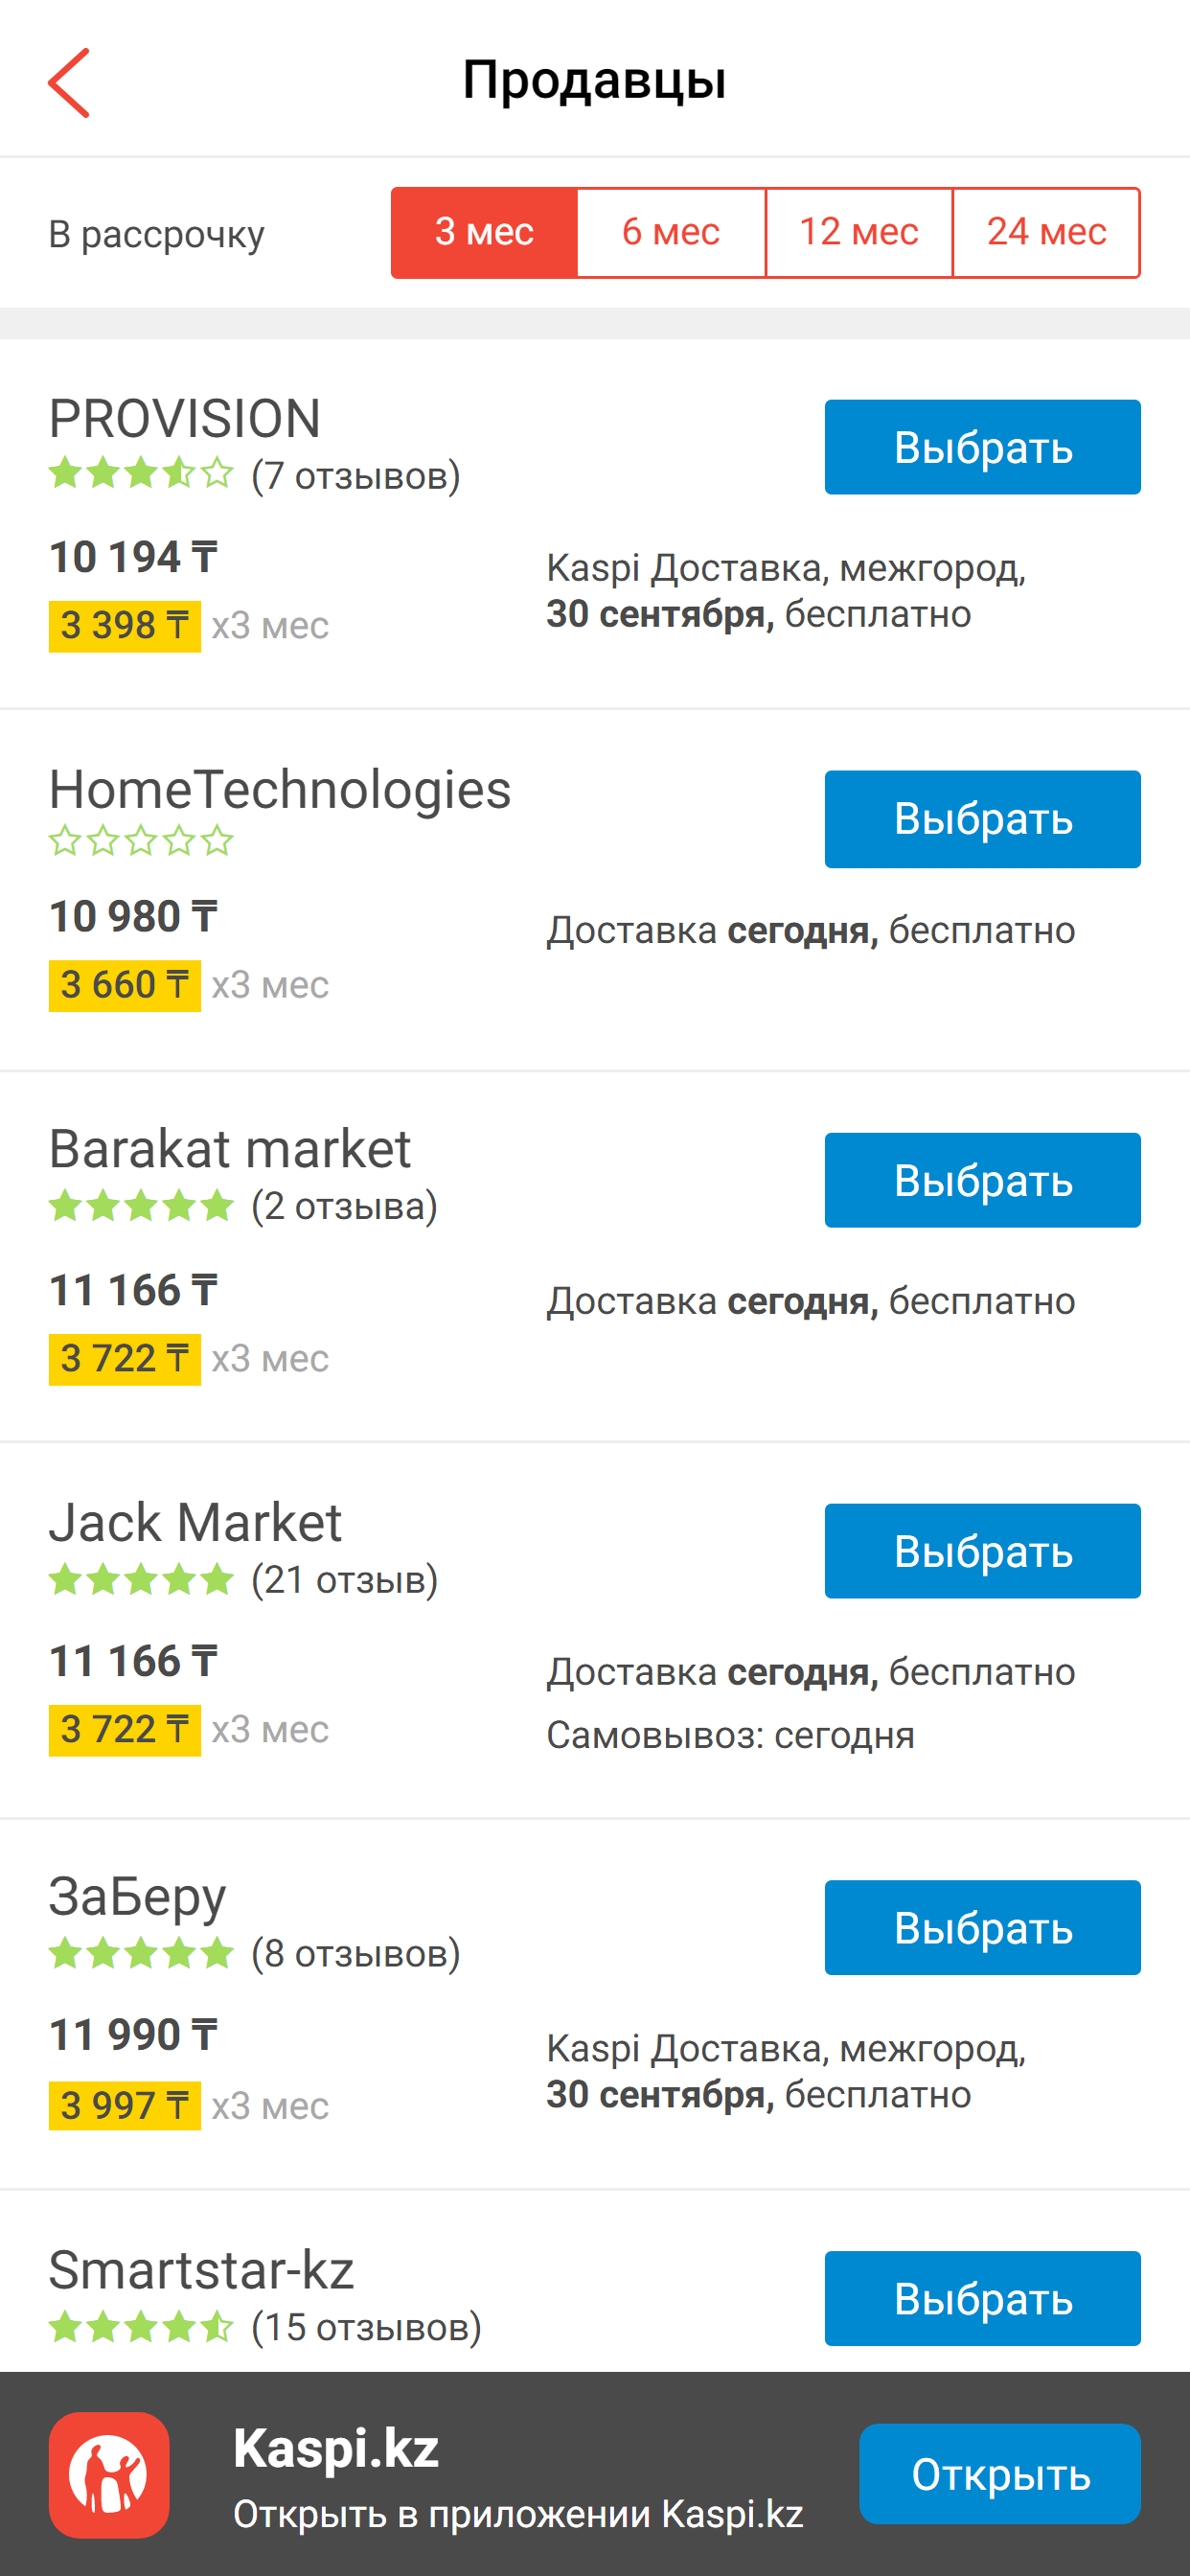 Продавцы
В рассрочку
3 мес
6 мес
12 мес
24 мес
PROVISION
Выбрать
(7 отзывов)
10 194 ₸
Kaspi Доставка, межгород,
30 сентября, бесплатно
3 398 ₸ x3 мес
HomeTechnologies
Выбрать
10 980 ₸
Доставка сегодня, бесплатно
3 660 ₸ x3 мес
Barakat market
Выбрать
(2 отзыва)
11 166 ₸
Доставка сегодня, бесплатно
3 722 ₸ x3 мес
Jack Market
Выбрать
(21 отзыв)
11 166 ₸
Доставка сегодня, бесплатно
3 722 ₸ x3 мес
Самовывоз: сегодня
ЗаБеру
Выбрать
(8 отзывов)
11 990 ₸
Kaspi Доставка, межгород,
30 сентября, бесплатно
3 997 ₸ x3 мес
Smartstar-kz
Выбрать
(15 отзывов)
Kaspi.kz
Открыть в приложении Kaspi.kz
Открыть